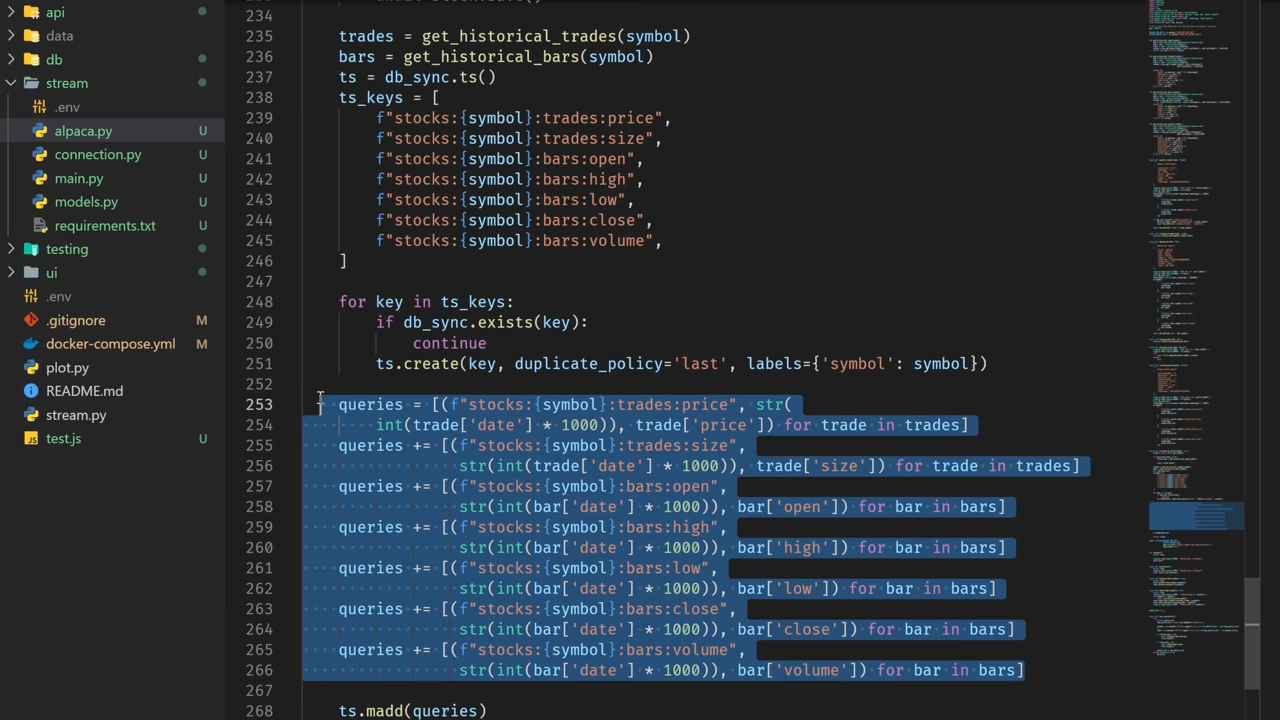 api
data
db
stream
.env
alpaca.py U
connection.py U
main.py U
models.py U
requirements.txt U
testing
ui
.env
.gitignore M
docker-compose.yml M
plot.py
README.md
stream.py
test.js U
234
235 trades = get_historical_trades(symbol)
236 bars = get_historical_bars(symbol)
237 ts = db_sync.ts()
238 ts_keys = [
239 f"stocks:{symbol}:trades:price",
240 f"stocks:{symbol}:trades:size",
241 f"stocks:{symbol}:bars:open",
242 f"stocks:{symbol}:bars:high",
243 f"stocks:{symbol}:bars:low",
244 f"stocks:{symbol}:bars:close",
245 f"stocks:{symbol}:bars:volume",
246 ]
247
248 for key in ts_keys:
249 if db_sync.exists(key):
250 continue
251 ts.create(key, duplicate_policy='last', labels={'symbol': symbol})
252
253 queries = [(f"stocks:{symbol}:trades:price", str(
254 int(trade['date'] * 1000)), trade['price']) for trade in trades]
255 queries += [(f"stocks:{symbol}:trades:size",
256 str(int(trade['date'] * 1000)), trade['size']) for trade in trades]
257 queries += [(f"stocks:{symbol}:bars:open",
258 str(int(bar['date'] * 1000)), bar['open']) for bar in bars]
259 queries += [(f"stocks:{symbol}:bars:high",
260 str(int(bar['date'] * 1000)), bar['high']) for bar in bars]
261 queries += [(f"stocks:{symbol}:bars:low",
262 str(int(bar['date'] * 1000)), bar['low']) for bar in bars]
263 queries += [(f"stocks:{symbol}:bars:close",
264 str(int(bar['date'] * 1000)), bar['close']) for bar in bars]
265 queries += [(f"stocks:{symbol}:bars:volume",
266 str(int(bar['date'] * 1000)), bar['volume']) for bar in bars]
267
268 ts.madd(queries)